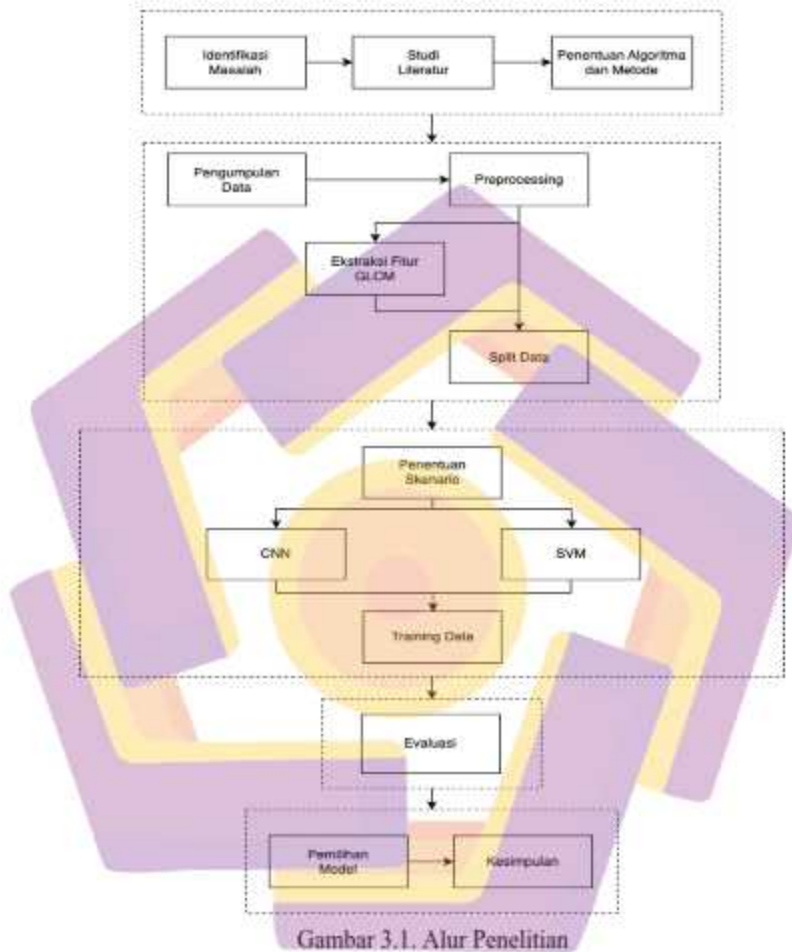 Identifikasi
Masalah
Studi
Literatur
Penentuan Algoritma
dan Metode
Pengumpulan
Data
Preprocessing
Ekstraksi Fitur
GLCM
Split Data
Penentuan
Skenario
CNN
SVM
Training Data
Evaluasi
Pemilihan
Model
Kesimpulan
Gambar 3.1. Alur Penelitian